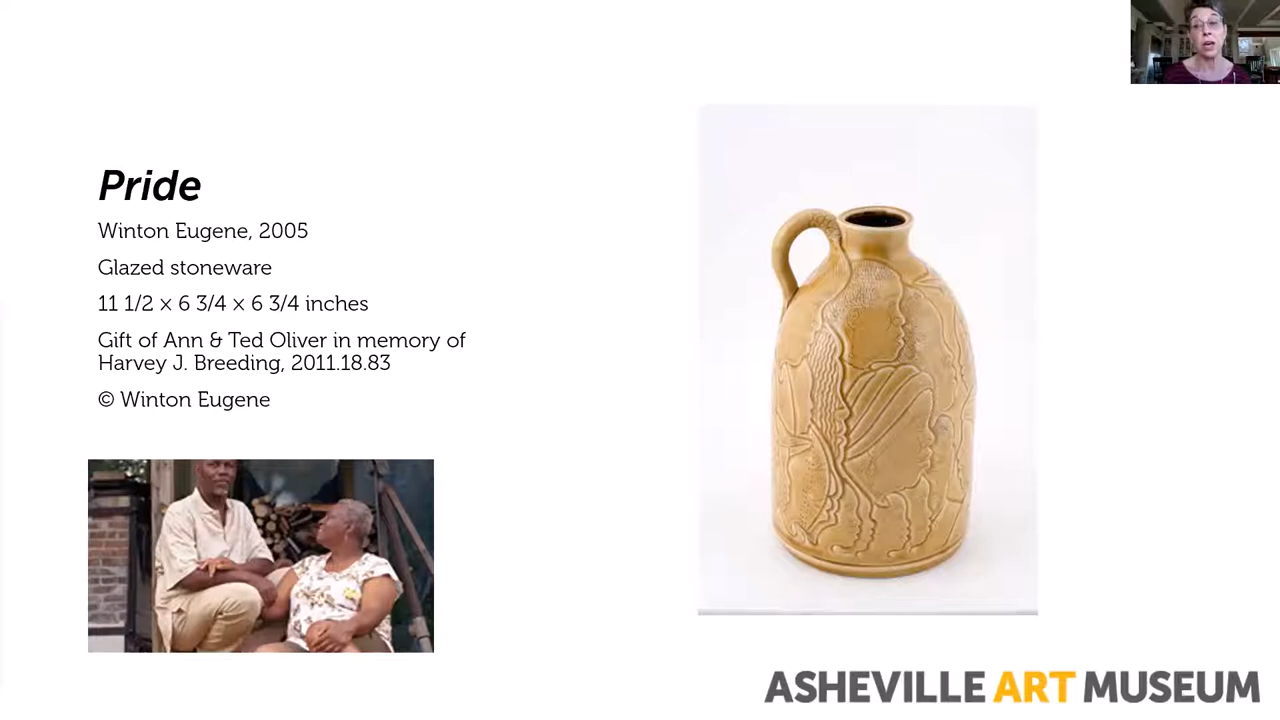 Pride
Winton Eugene, 2005
Glazed stoneware
11 1/2 × 6 3/4 × 6 3/4 inches
Gift of Ann & Ted Oliver in memory of
Harvey J. Breeding, 2011.18.83
© Winton Eugene
ASHEVILLE ART MUSEUM